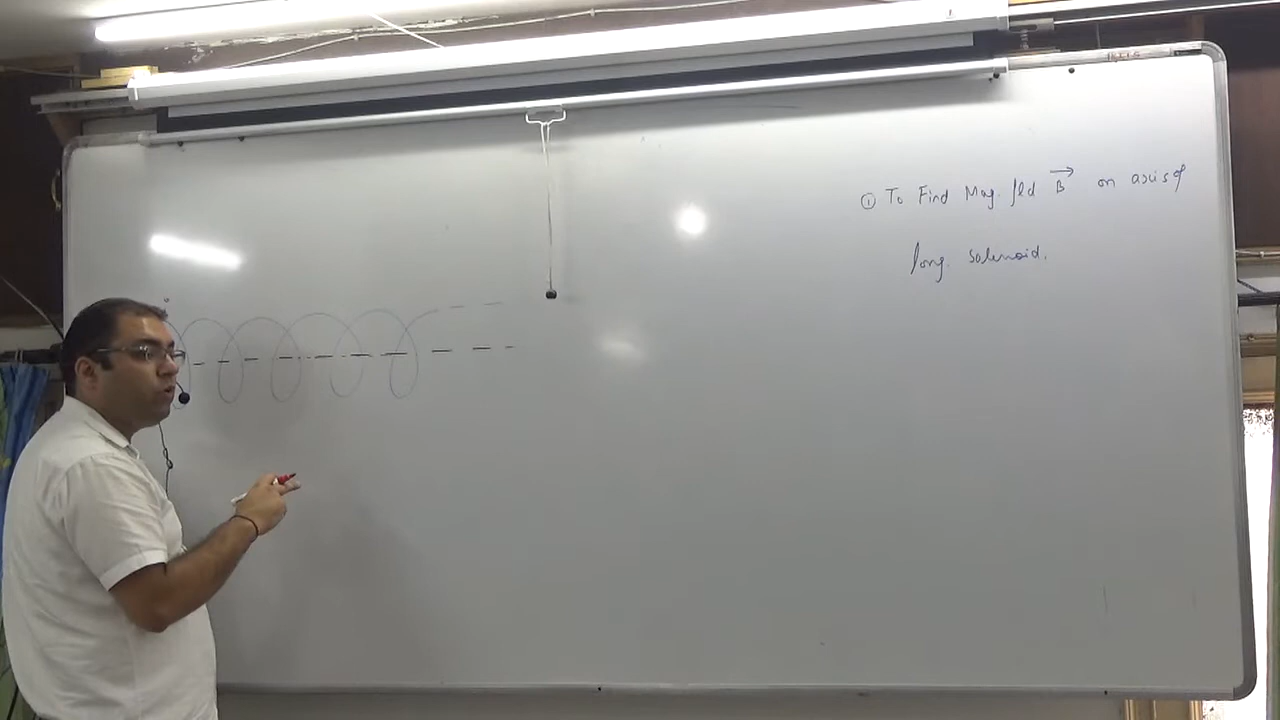 ① To Find Mag. fld B⃗ on axis of
long. solenoid.